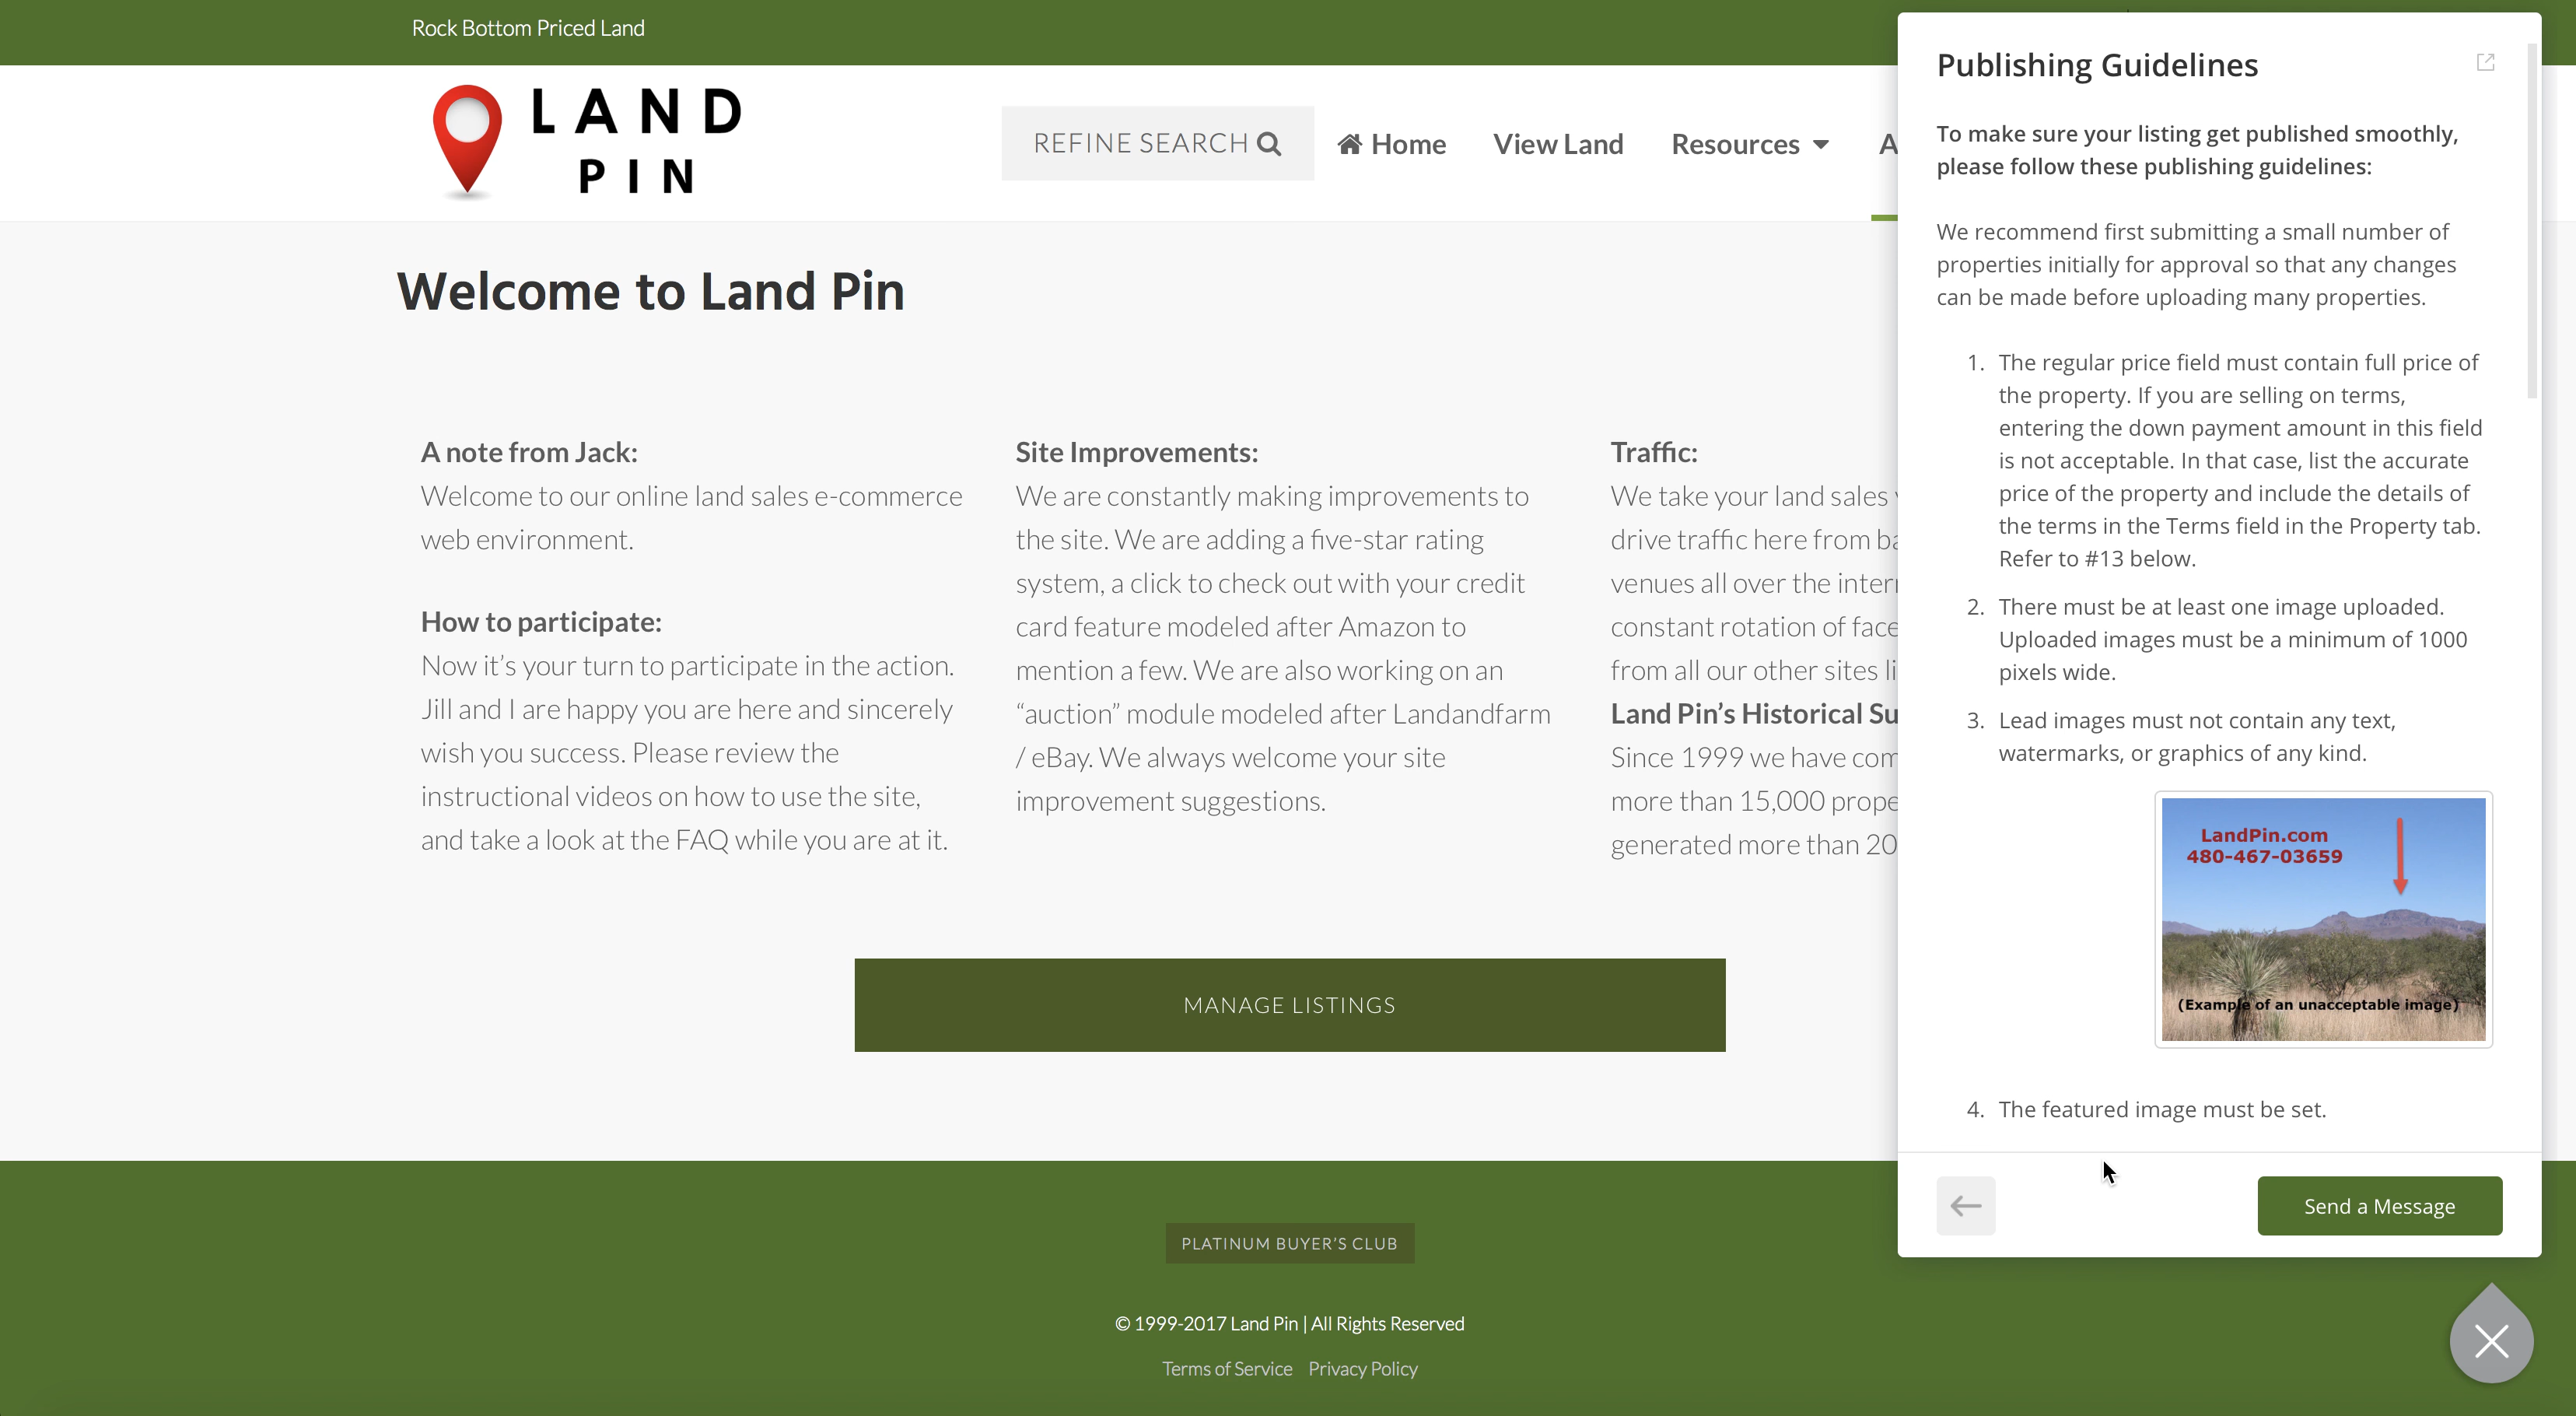 Rock Bottom Priced Land
LAND
PIN
REFINE SEARCH
Home
View Land
Resources
Welcome to Land Pin
A note from Jack:
Welcome to our online land sales e-commerce
web environment.
How to participate:
Now it’s your turn to participate in the action.
Jill and I are happy you are here and sincerely
wish you success. Please review the
instructional videos on how to use the site,
and take a look at the FAQ while you are at it.
Site Improvements:
We are constantly making improvements to
the site. We are adding a five-star rating
system, a click to check out with your credit
card feature modeled after Amazon to
mention a few. We are also working on an
“auction” module modeled after Landandfarm
/ eBay. We always welcome your site
improvement suggestions.
Traffic:
We take your land sales
drive traffic here from
venues all over the
constant rotation of
from all our other sites
Land Pin’s Historical
Since 1999 we have
more than 15,000
generated more than 20
MANAGE LISTINGS
PLATINUM BUYER’S CLUB
© 1999-2017 Land Pin | All Rights Reserved
Terms of Service Privacy Policy
Publishing Guidelines
To make sure your listing get published smoothly,
please follow these publishing guidelines:
We recommend first submitting a small number of
properties initially for approval so that any changes
can be made before uploading many properties.
1. The regular price field must contain full price of
the property. If you are selling on terms,
entering the down payment amount in this field
is not acceptable. In that case, list the accurate
price of the property and include the details of
the terms in the Terms field in the Property tab.
Refer to #13 below.
2. There must be at least one image uploaded.
Uploaded images must be a minimum of 1000
pixels wide.
3. Lead images must not contain any text,
watermarks, or graphics of any kind.
LandPin.com
480-467-03659
(Example of an unacceptable image)
4. The featured image must be set.
Send a Message